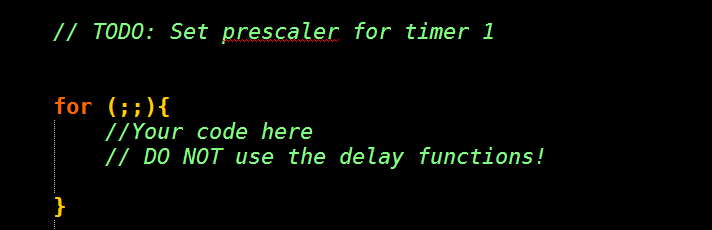 // TODO: Set prescaler for timer 1
for (;;){
//Your code here
// DO NOT use the delay functions!
}